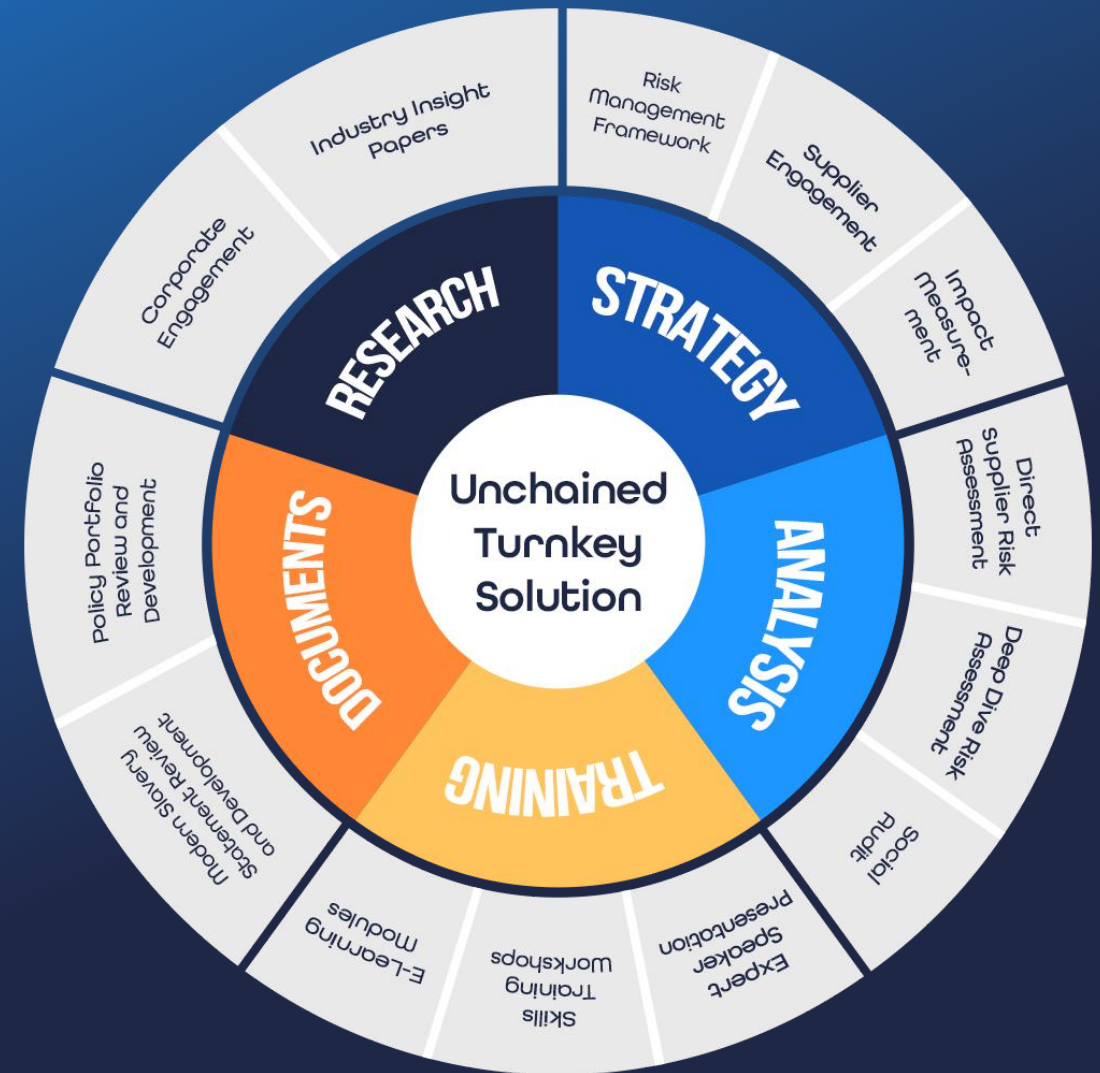 Unchained
Turnkey
Solution
STRATEGY
Risk
Management
Framework
Supplier
Engagement
Impact
Measure-
ment
ANALYSIS
Direct
Supplier Risk
Assessment
Deep Dive Risk
Assessment
Social
Audit
TRAINING
Expert
Speaker
Presentation
Skills
Training
Workshops
E-Learning
Modules
DOCUMENTS
Modern Slavery
Statement Review
and Development
Policy Portfolio
Review and
Development
RESEARCH
Corporate
Engagement
Industry Insight
Papers